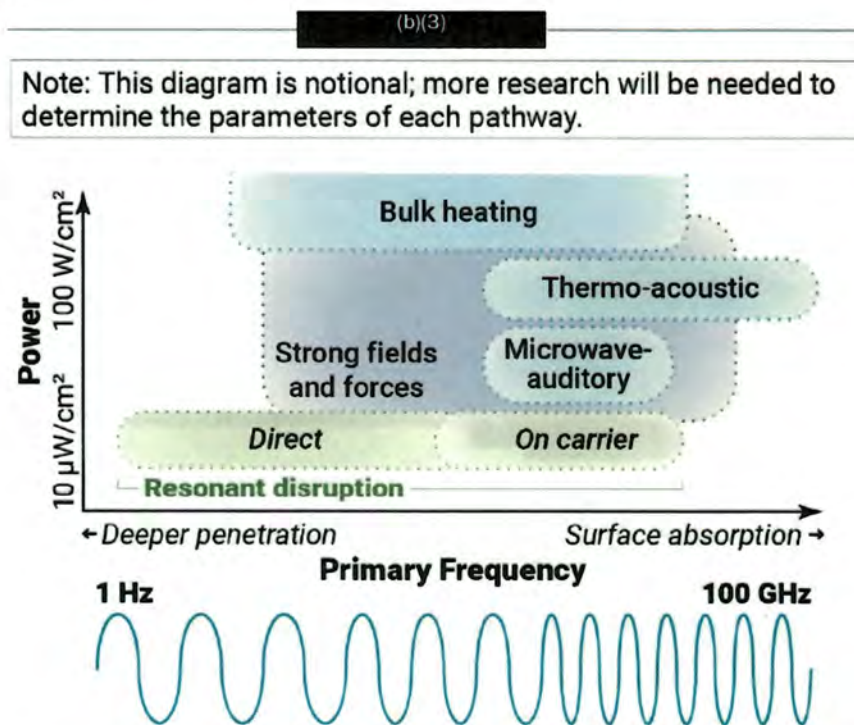 (b)(3)
Note: This diagram is notional; more research will be needed to
determine the parameters of each pathway.
Power
10 µW/cm² 100 W/cm²
Bulk heating
Thermo-acoustic
Strong fields
and forces
Microwave-
auditory
Direct
On carrier
Resonant disruption
←Deeper penetration
Surface absorption→
Primary Frequency
1 Hz
100 GHz